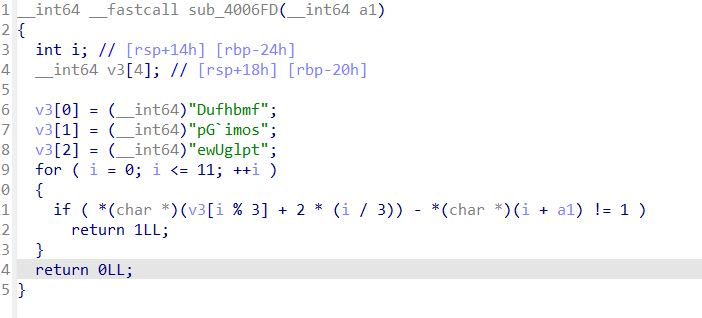 1 __int64 __fastcall sub_4006FD(__int64 a1)
2 {
3   int i; // [rsp+14h] [rbp-24h]
4   __int64 v3[4]; // [rsp+18h] [rbp-20h]
5
6   v3[0] = (__int64)"Dufhbmf";
7   v3[1] = (__int64)"pG`imos";
8   v3[2] = (__int64)"ewUglpt";
9   for ( i = 0; i <= 11; ++i )
0   {
1     if ( *(char *)(v3[i % 3] + 2 * (i / 3)) - *(char *)(i + a1) != 1 )
2       return 1LL;
3   }
4   return 0LL;
5 }